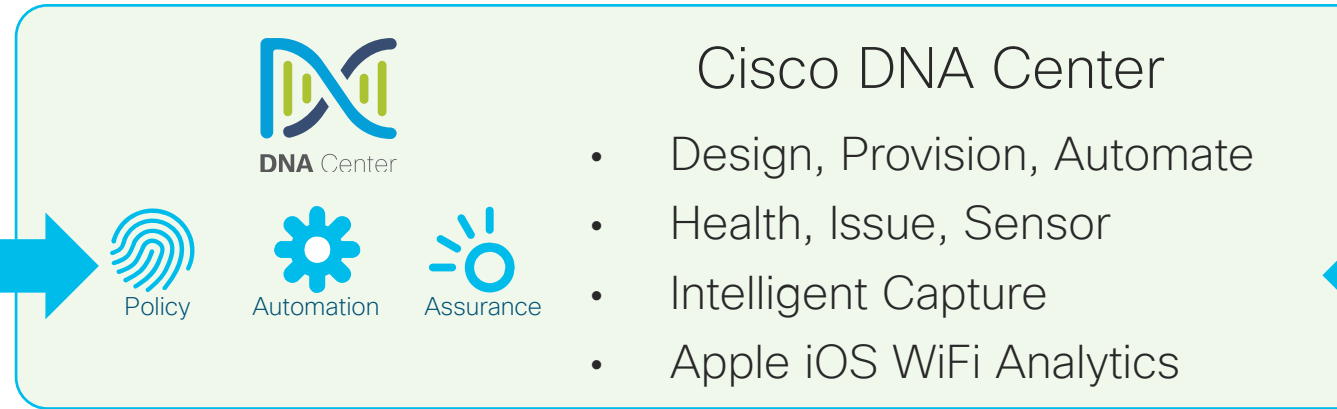 DNA Center
Policy
Automation
Assurance
Cisco DNA Center
• Design, Provision, Automate
• Health, Issue, Sensor
• Intelligent Capture
• Apple iOS WiFi Analytics